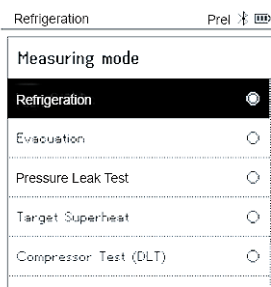 Refrigeration Prel
Measuring mode
Refrigeration
Evacuation
Pressure Leak Test
Target Superheat
Compressor Test (DLT)